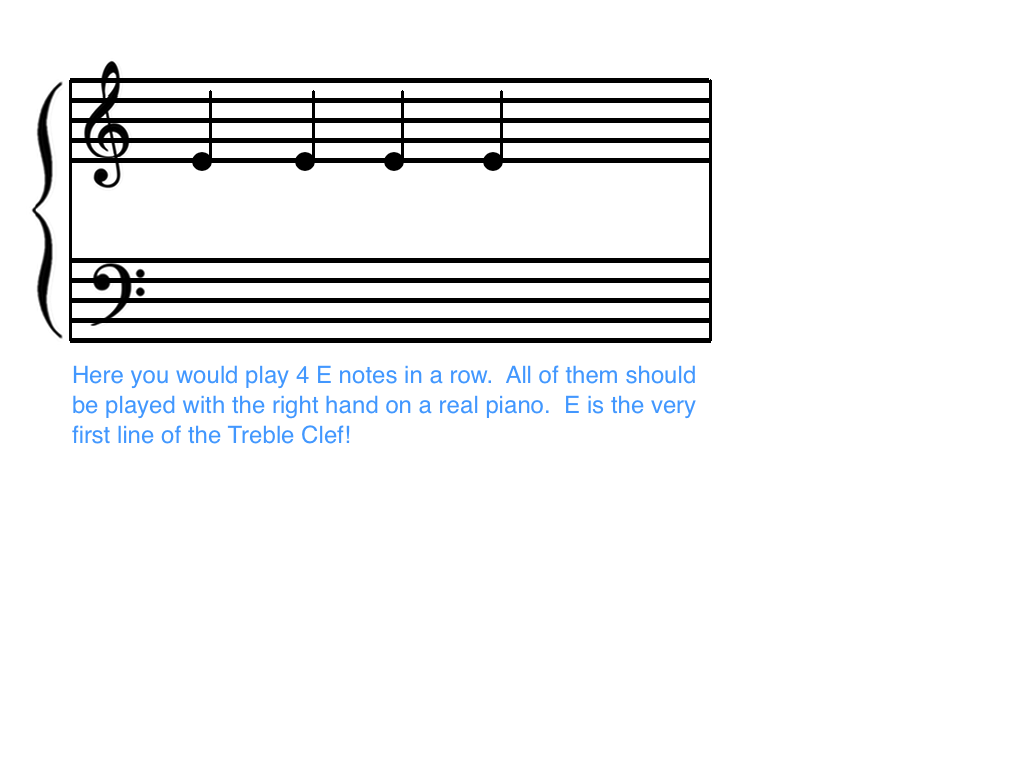 Here you would play 4 E notes in a row.  All of them should
be played with the right hand on a real piano.  E is the very
first line of the Treble Clef!